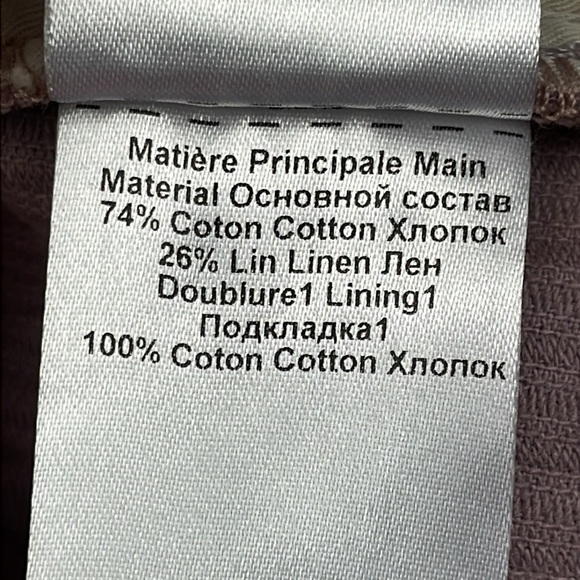 Matière Principale Main
Material Основной состав
74% Coton Cotton Хлопок
26% Lin Linen Лен
Doublure1 Lining1
Подкладка1
100% Coton Cotton Хлопок